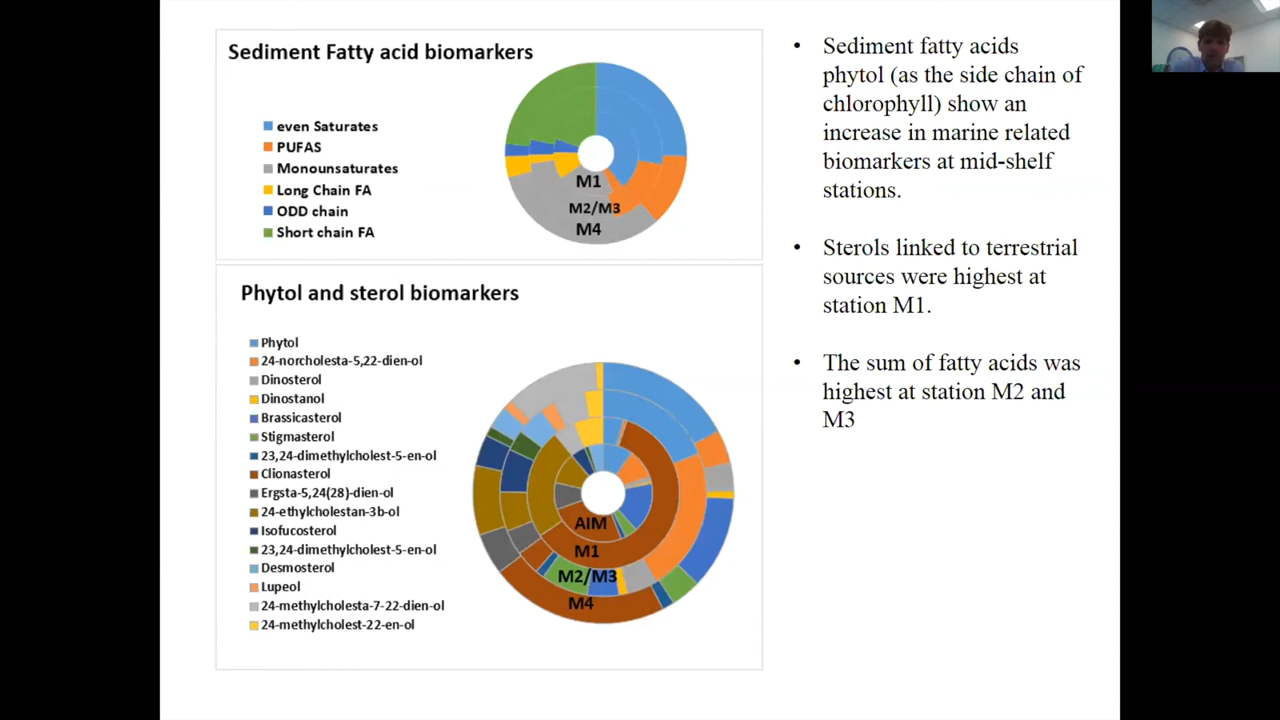 Sediment Fatty acid biomarkers
even Saturates
PUFAS
Monounsaturates
Long Chain FA
ODD chain
Short chain FA
M1
M2/M3
M4
Phytol and sterol biomarkers
Phytol
24-norcholesta-5,22-dien-ol
Dinosterol
Dinostanol
Brassicasterol
Stigmasterol
23,24-dimethylcholest-5-en-ol
Clionasterol
Ergsta-5,24(28)-dien-ol
24-ethylcholestan-3b-ol
Isofucosterol
23,24-dimethylcholest-5-en-ol
Desmosterol
Lupeol
24-methylcholesta-7-22-dien-ol
24-methylcholest-22-en-ol
AIM
M1
M2/M3
M4
• Sediment fatty acids
phytol (as the side chain of
chlorophyll) show an
increase in marine related
biomarkers at mid-shelf
stations.
• Sterols linked to terrestrial
sources were highest at
station M1.
• The sum of fatty acids was
highest at station M2 and
M3